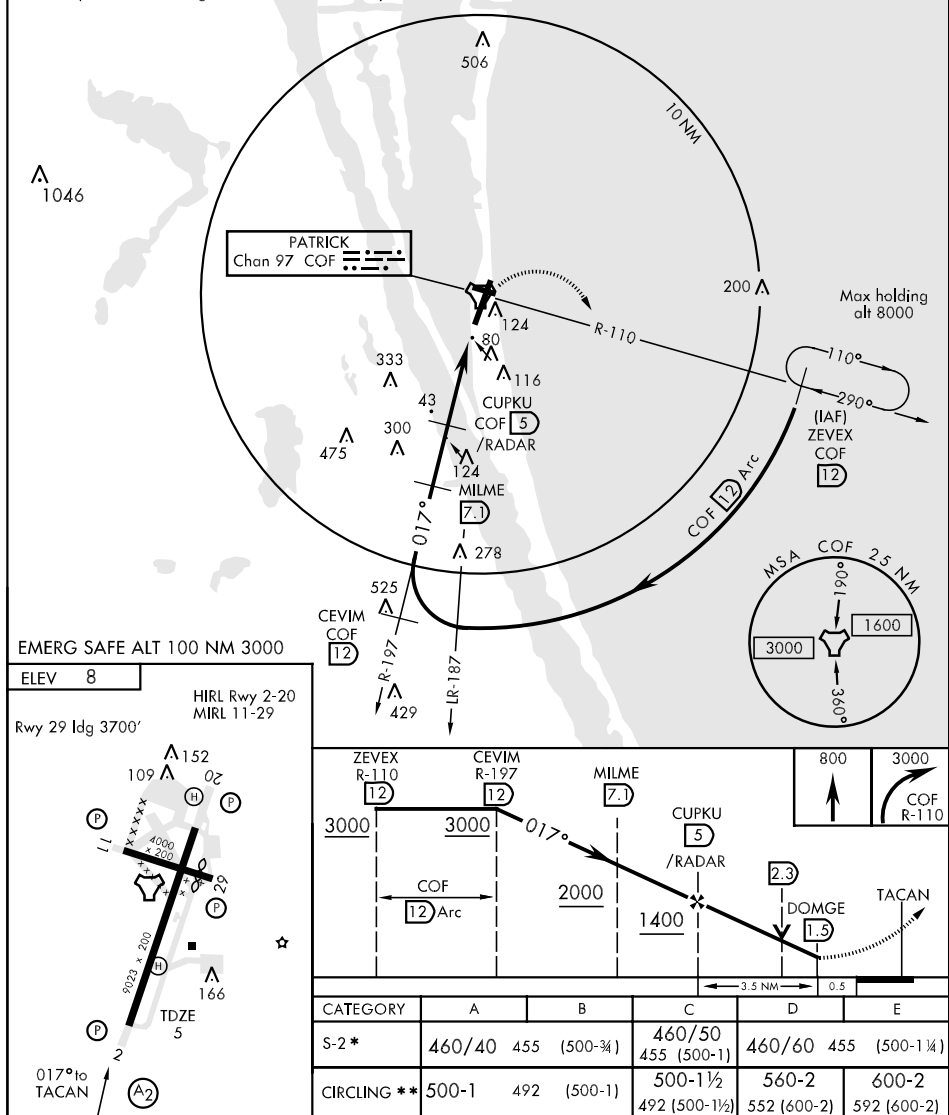 506
10 NM
1046
PATRICK
Chan 97 COF
200
Max holding
alt 8000
124
R-110
80
110°
290°
333
116
43
CUPKU
COF 5
/RADAR
(IAF)
ZEVEX
COF
12
475
300
124
MILME
7.1
COF 12 Arc
017°
278
525
CEVIM
COF
12
R-197
LR-187
429
MSA COF 25 NM
190°
1600
3000
360°
EMERG SAFE ALT 100 NM 3000
ELEV 8
HIRL Rwy 2-20
MIRL 11-29
Rwy 29 ldg 3700'
152
109
20
H
P
P
11
4000
x 200
29
P
9023 x 200
H
166
TDZE
5
P
2
017° to
TACAN
A2
ZEVEX
R-110
12
CEVIM
R-197
12
MILME
7.1
CUPKU
5
/RADAR
800
3000
COF
R-110
3000
3000
017°
2000
1400
2.3
DOMGE
1.5
TACAN
COF
12 Arc
3.5 NM
0.5
CATEGORY A B C D E
S-2 * 460/40 455 (500-¾) 460/50 455 (500-1) 460/60 455 (500-1¼)
CIRCLING ** 500-1 492 (500-1) 500-1½ 492 (500-1½) 560-2 552 (600-2) 600-2 592 (600-2)